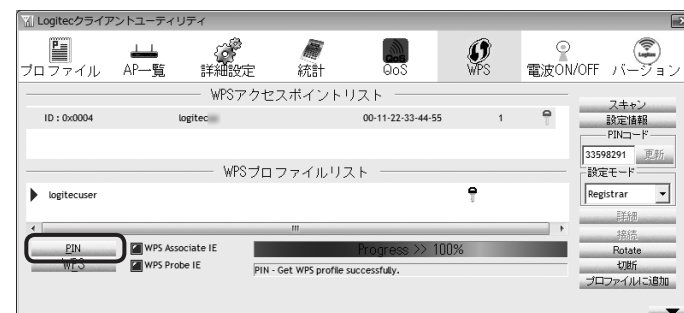 Logitecクライアントユーティリティ
プロファイル AP一覧 詳細設定 統計 QoS WPS 電波ON/OFF バージョン
WPSアクセスポイントリスト
ID : 0x0004 logitec 00-11-22-33-44-55 1
WPSプロファイルリスト
logitecuser
PIN
WPS
WPS Associate IE
WPS Probe IE
Progress >> 100%
PIN - Get WPS profile successfully.
スキャン
設定情報
PINコード
33598291 更新
設定モード
Registrar
詳細
接続
Rotate
切断
プロファイルに追加